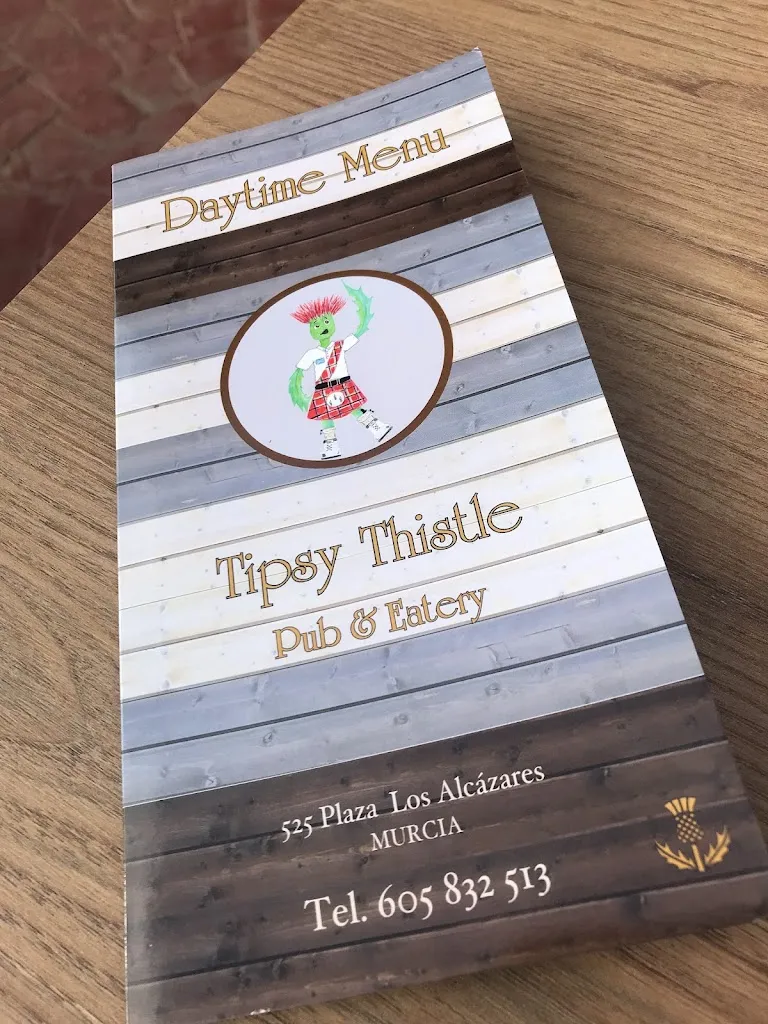 Daytime Menu
Tipsy Thistle
Pub & Eatery
525 Plaza Los Alcázares
MURCIA
Tel. 605 832 513